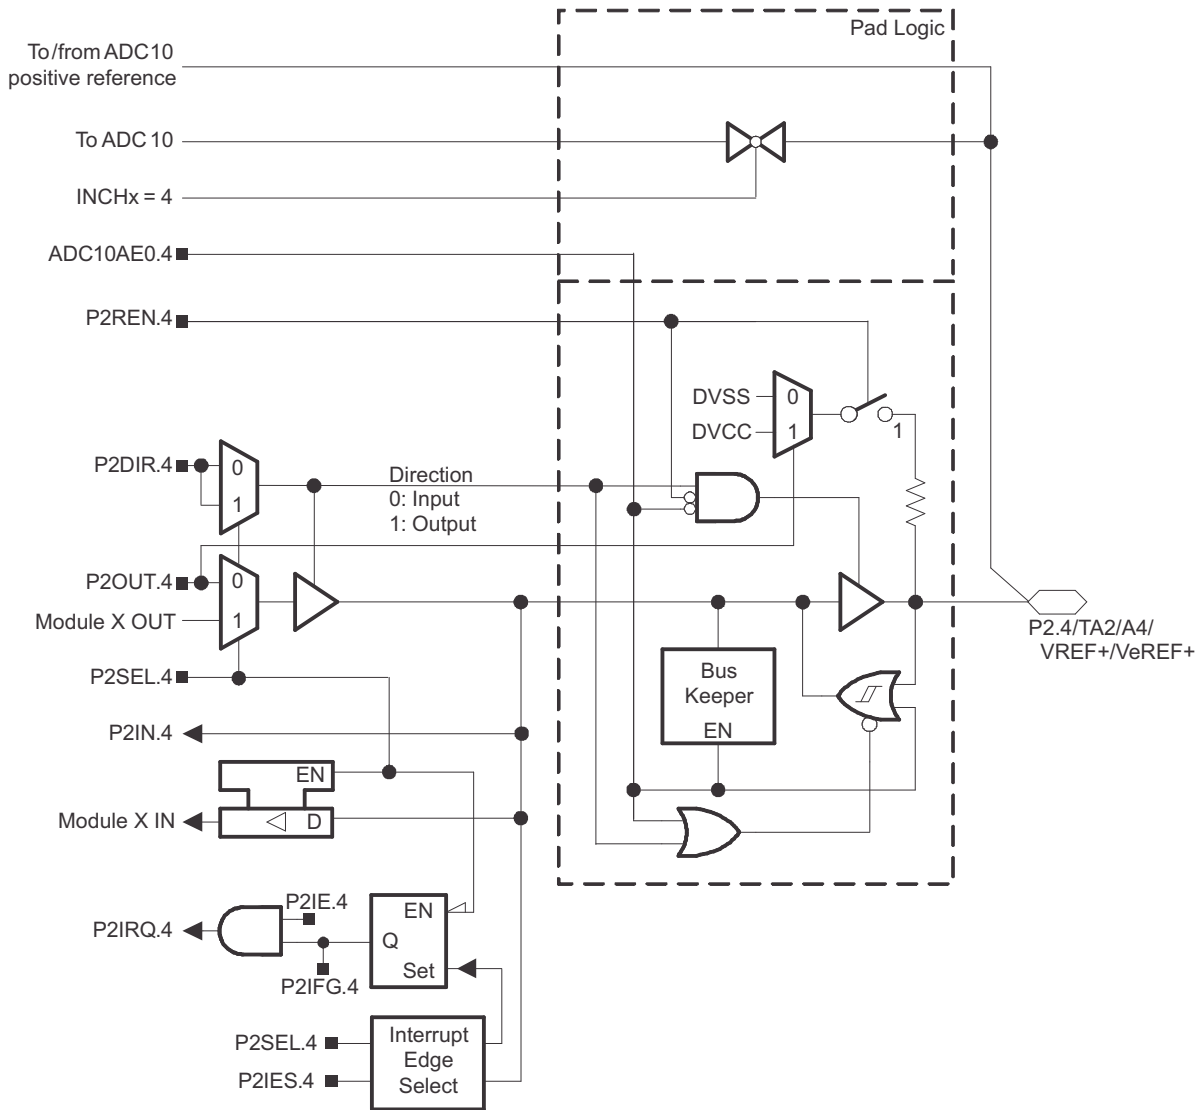 Pad Logic
To/from ADC10
positive reference
To ADC 10
INCHx = 4
ADC10AE0.4
P2REN.4
DVSS
0
DVCC
1
1
P2DIR.4
0
1
Direction
0: Input
1: Output
P2OUT.4
0
Module X OUT
1
P2.4/TA2/A4/
VREF+/VeREF+
P2SEL.4
Bus
Keeper
EN
P2IN.4
EN
Module X IN
D
P2IE.4
EN
P2IRQ.4
Q
Set
P2IFG.4
P2SEL.4
P2IES.4
Interrupt
Edge
Select